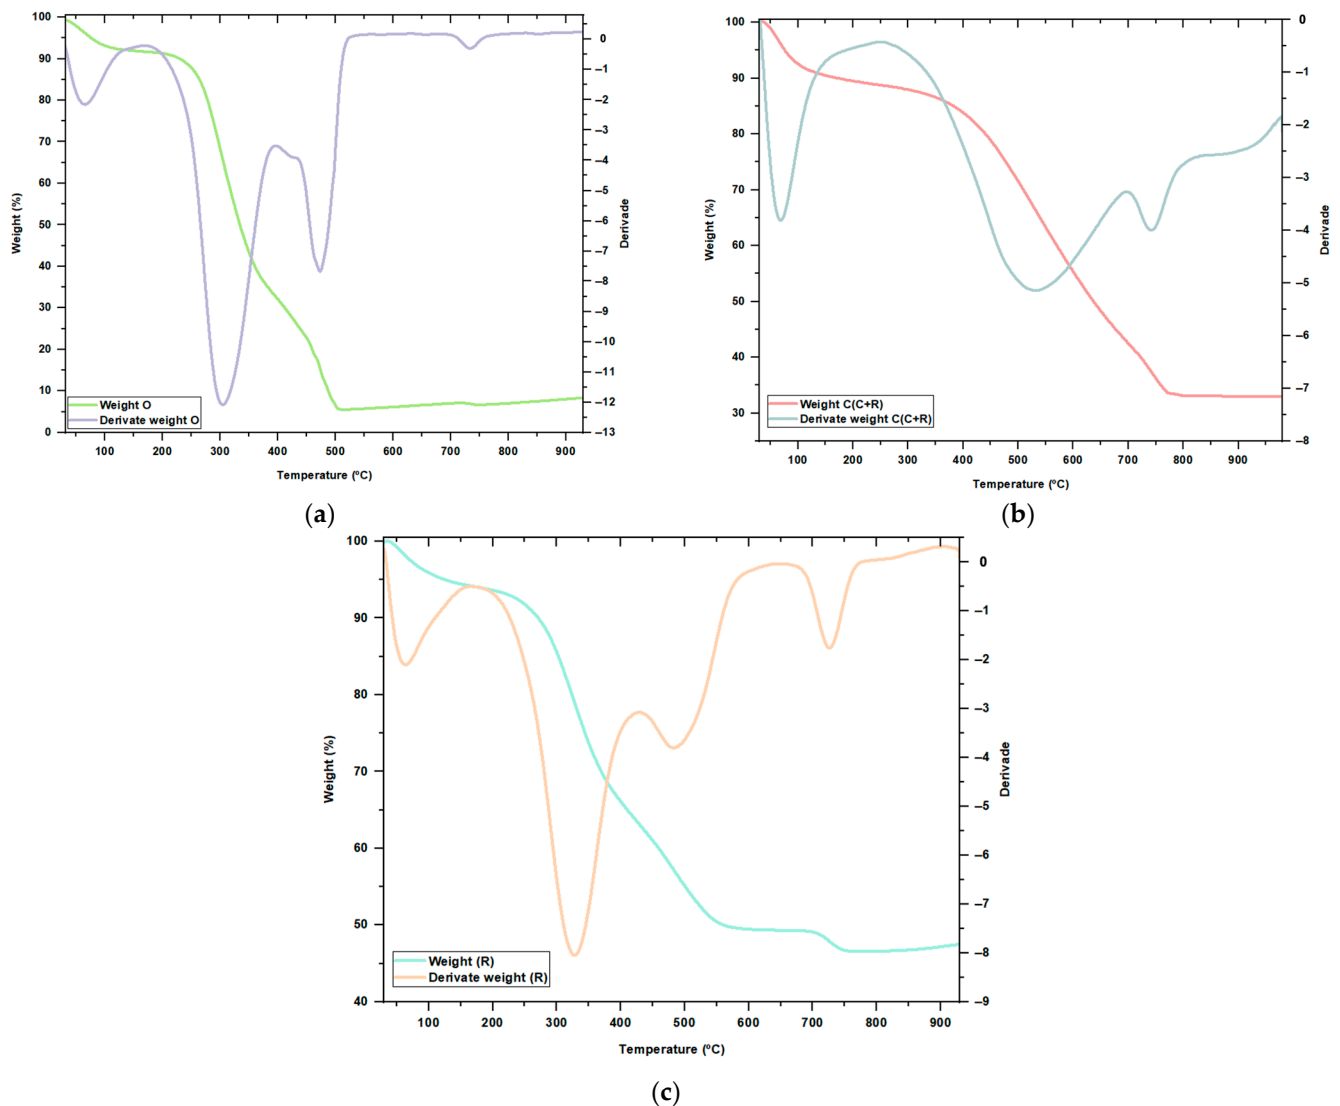 100
90
80
70
60
50
40
30
20
10
0
Weight (%)
0
–1
–2
–3
–4
–5
–6
–7
–8
–9
–10
–11
–12
–13
Derivade
Weight O
Derivate weight O
100 200 300 400 500 600 700 800 900
Temperature (ºC)
(a)
100
90
80
70
60
50
40
30
Weight (%)
0
–1
–2
–3
–4
–5
–6
–7
–8
Derivade
Weight C(C+R)
Derivate weight C(C+R)
100 200 300 400 500 600 700 800 900
Temperature (ºC)
(b)
100
90
80
70
60
50
40
Weight (%)
0
–1
–2
–3
–4
–5
–6
–7
–8
–9
Derivade
Weight (R)
Derivate weight (R)
100 200 300 400 500 600 700 800 900
Temperature (ºC)
(c)